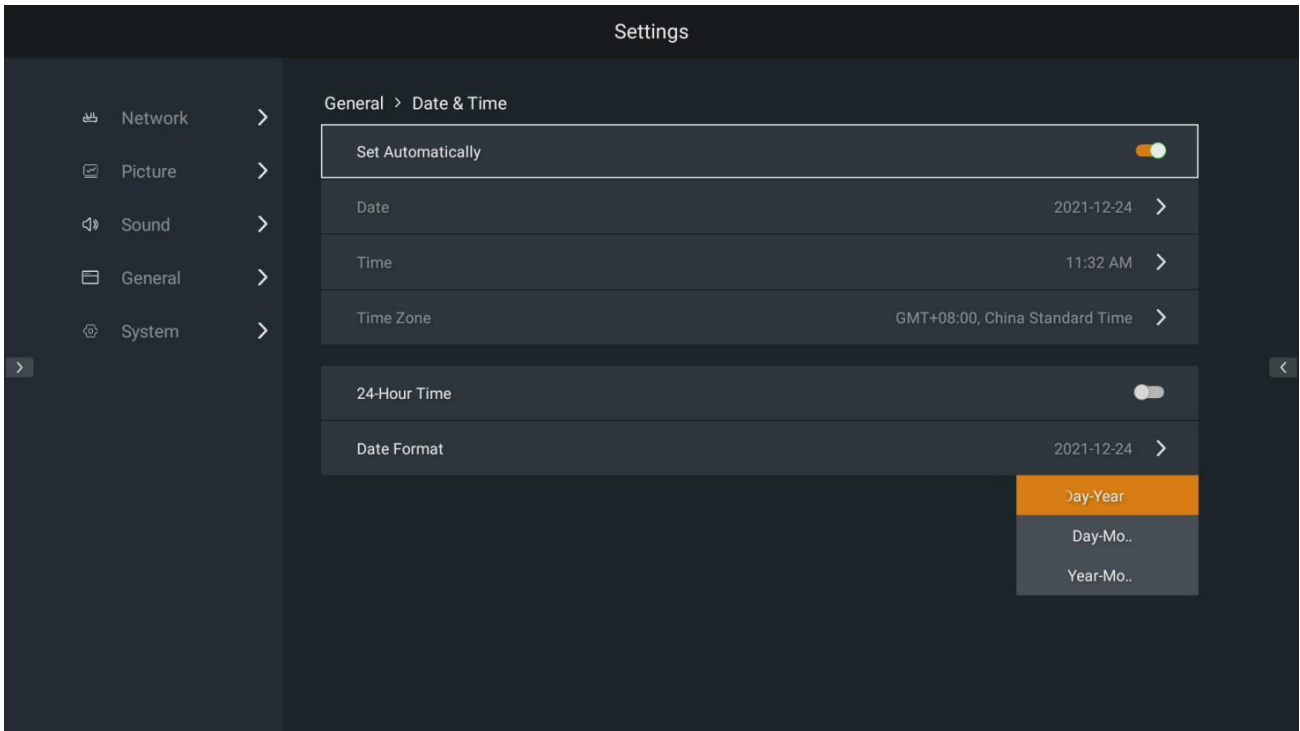 Settings
Network
Picture
Sound
General
System
General > Date & Time
Set Automatically
Date 2021-12-24
Time 11:32 AM
Time Zone GMT+08:00, China Standard Time
24-Hour Time
Date Format 2021-12-24
Day-Year
Day-Mo..
Year-Mo..